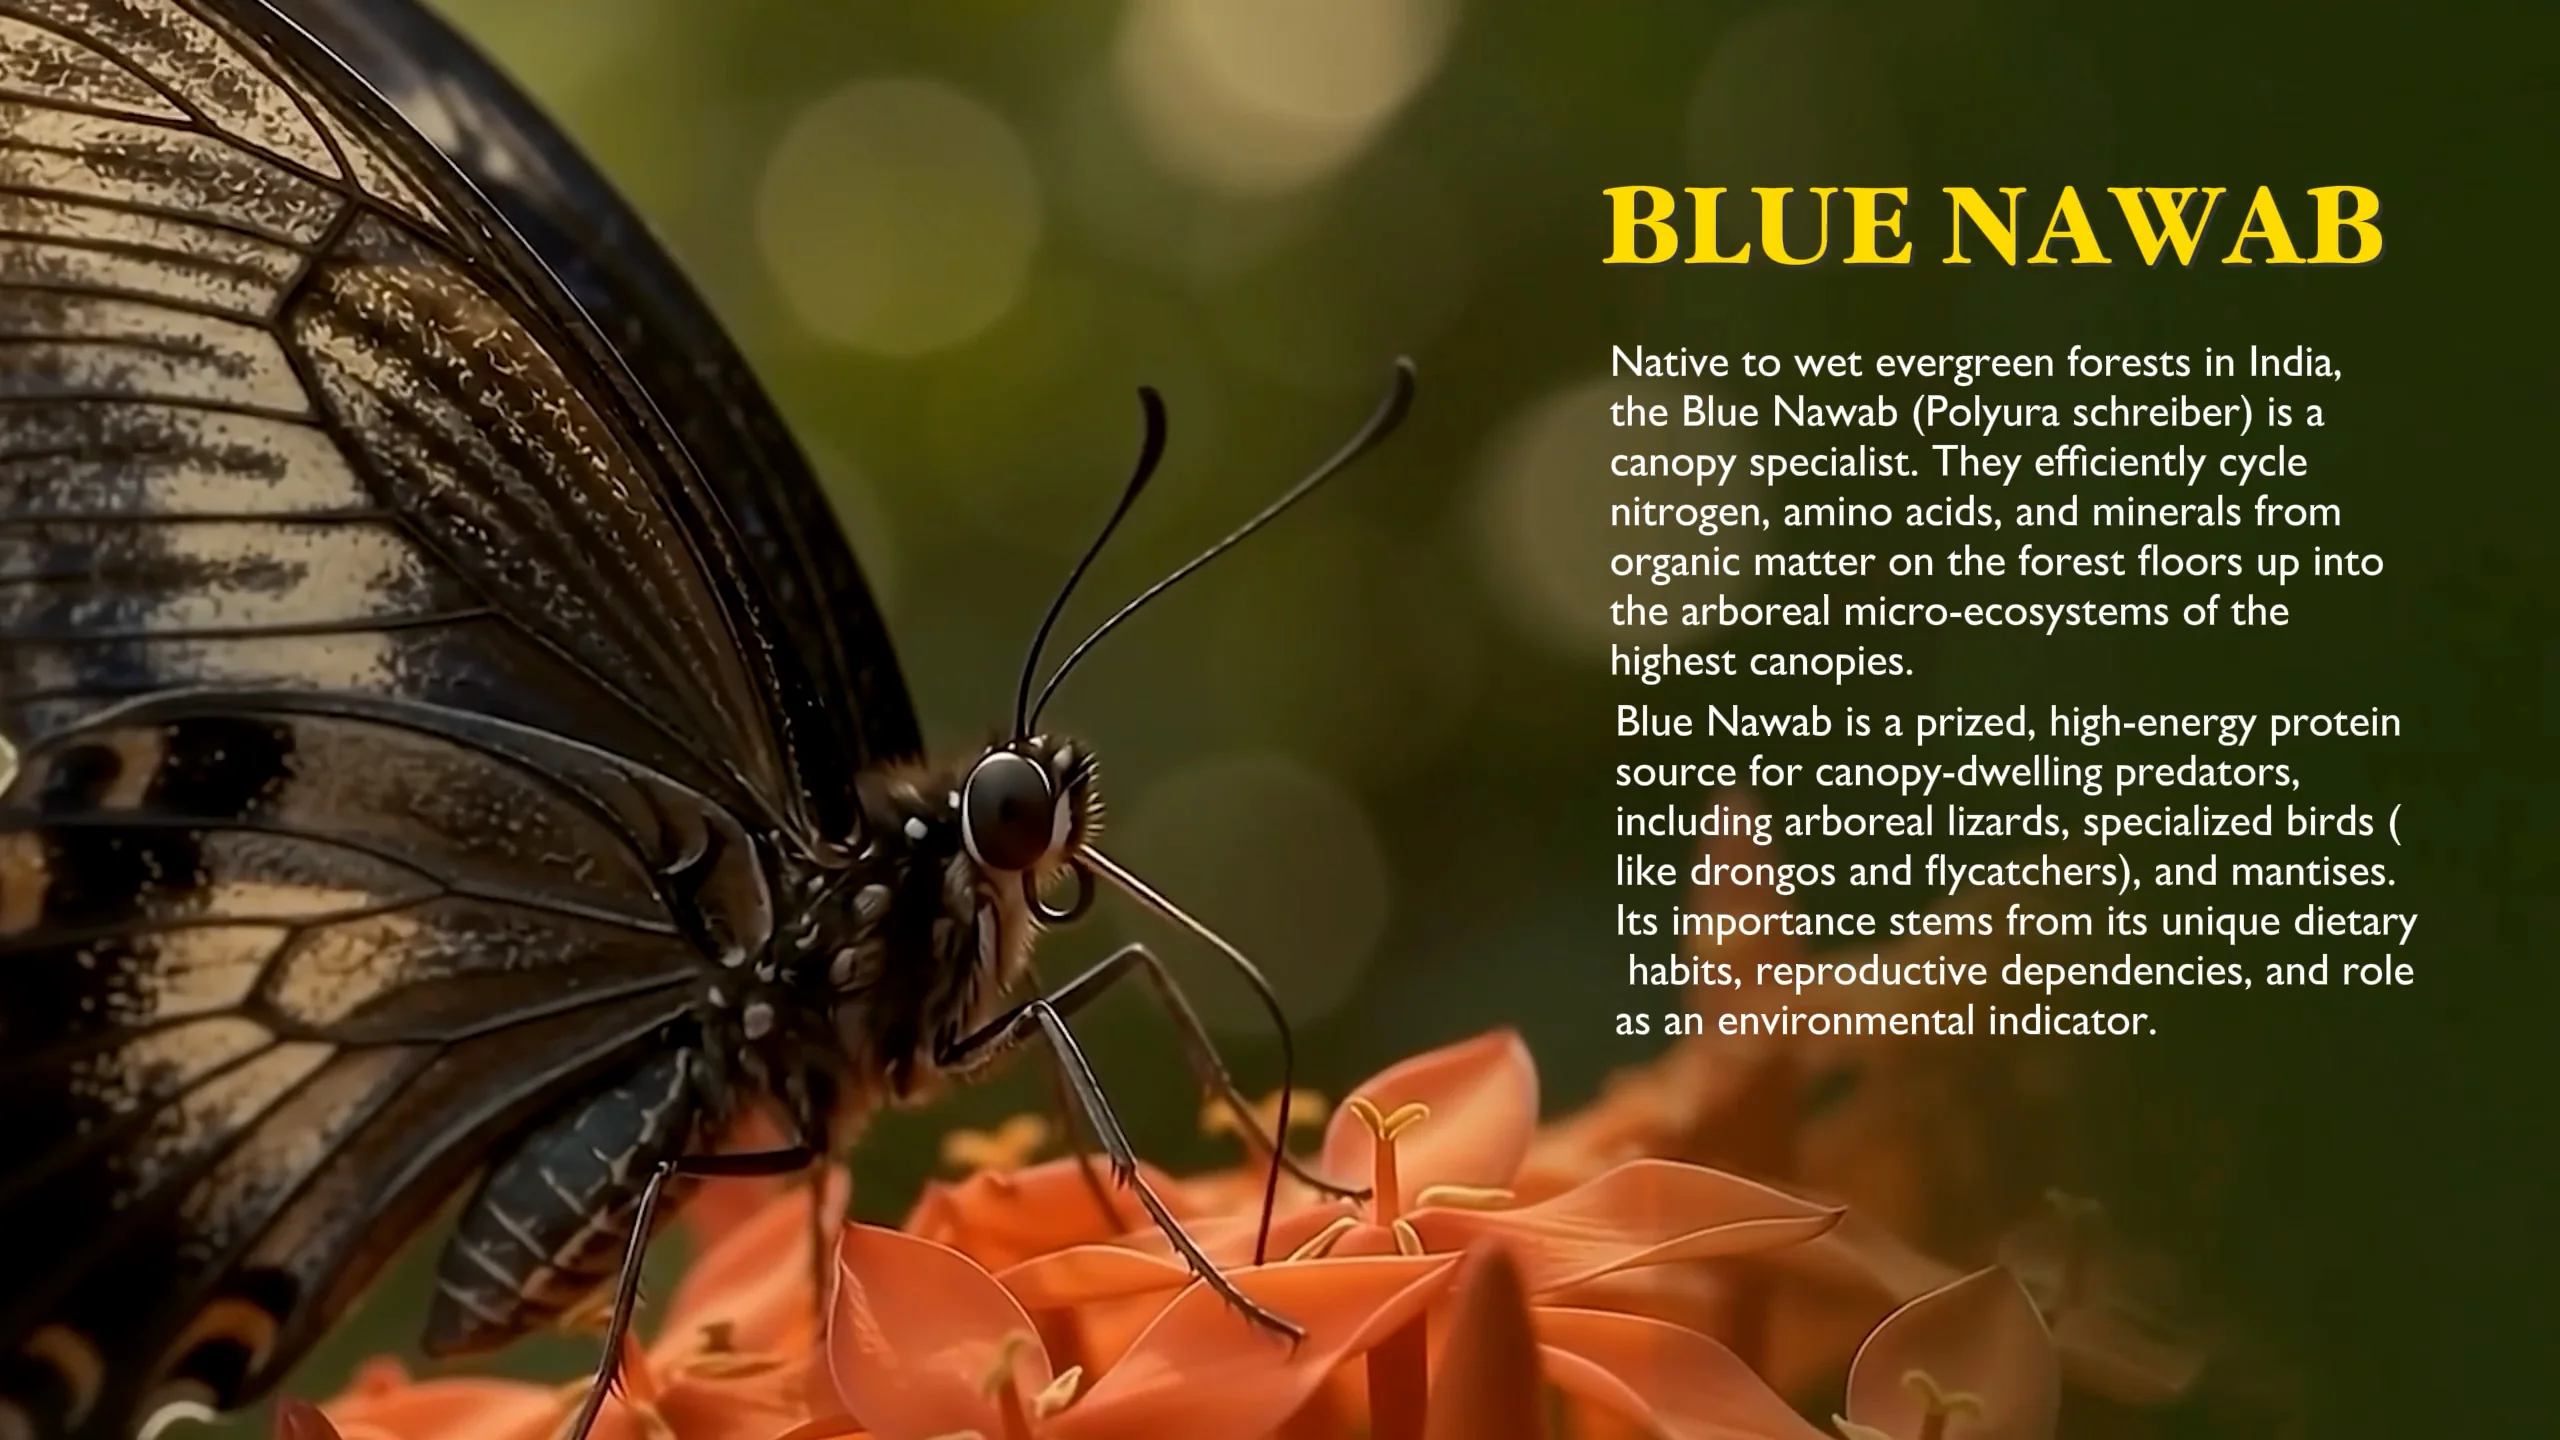 BLUE NAWAB
Native to wet evergreen forests in India,
the Blue Nawab (Polyura schreiber) is a
canopy specialist. They efficiently cycle
nitrogen, amino acids, and minerals from
organic matter on the forest floors up into
the arboreal micro-ecosystems of the
highest canopies.
Blue Nawab is a prized, high-energy protein
source for canopy-dwelling predators,
including arboreal lizards, specialized birds (
like drongos and flycatchers), and mantises.
Its importance stems from its unique dietary
habits, reproductive dependencies, and role
as an environmental indicator.